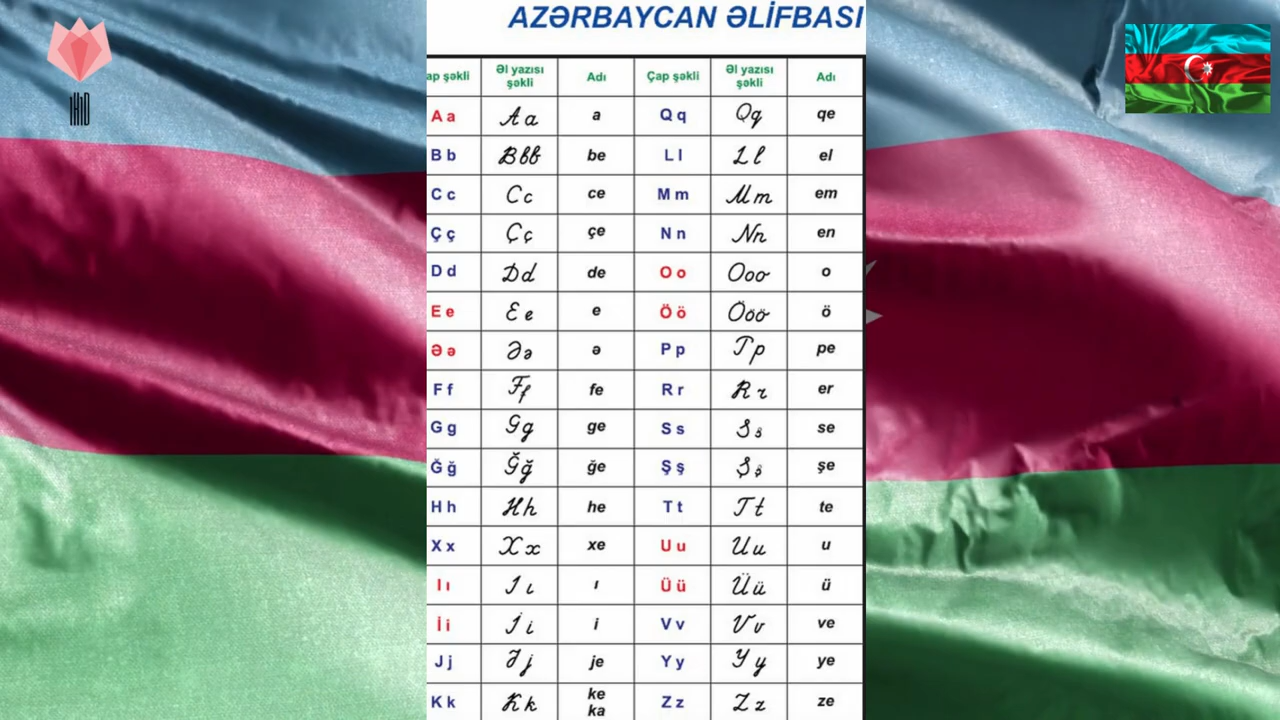 AZƏRBAYCAN ƏLİFBASI
ap şəkli Əl yazısı şəkli Adı Çap şəkli Əl yazısı şəkli Adı
A a A a a Q q Q q qe
B b B b b be L l L l el
C c C c ce M m M m em
Ç ç Ç ç çe N n N n en
D d D d de O o O o o o
E e E e e Ö ö Ö ö ö ö
Ə ə Ə ə ə P p P p pe
F f F f fe R r R r er
G g G g ge S s S s se
Ğ ğ Ğ ğ ğe Ş ş Ş ş şe
H h H h he T t T t te
X x X x xe U u U u u
I ı I ı ı Ü ü Ü ü ü
İ i İ i i V v V v ve
J j J j je Y y Y y ye
K k K k ke ka Z z Z z ze